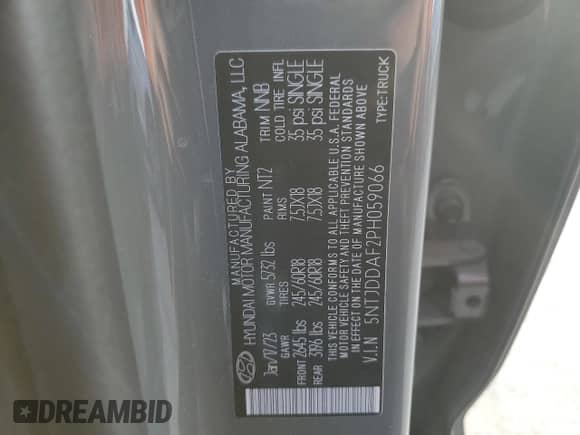 MANUFACTURED BY
HYUNDAI MOTOR MANUFACTURING ALABAMA, LLC
Jan/17/23 GVWR 5732 lbs PAINT NT2 TRIM NNB
GAWR TIRES RIMS COLD TIRE INFL
FRONT 2645 lbs 245/60R18 7.5JX18 35 psi SINGLE
REAR 3196 lbs 245/60R18 7.5JX18 35 psi SINGLE
THIS VEHICLE CONFORMS TO ALL APPLICABLE U.S.A. FEDERAL
MOTOR VEHICLE SAFETY AND THEFT PREVENTION STANDARDS
IN EFFECT ON THE DATE OF MANUFACTURE SHOWN ABOVE
V.I.N 5NTJDDAF2PH059066 TYPE:TRUCK
DREAMBID